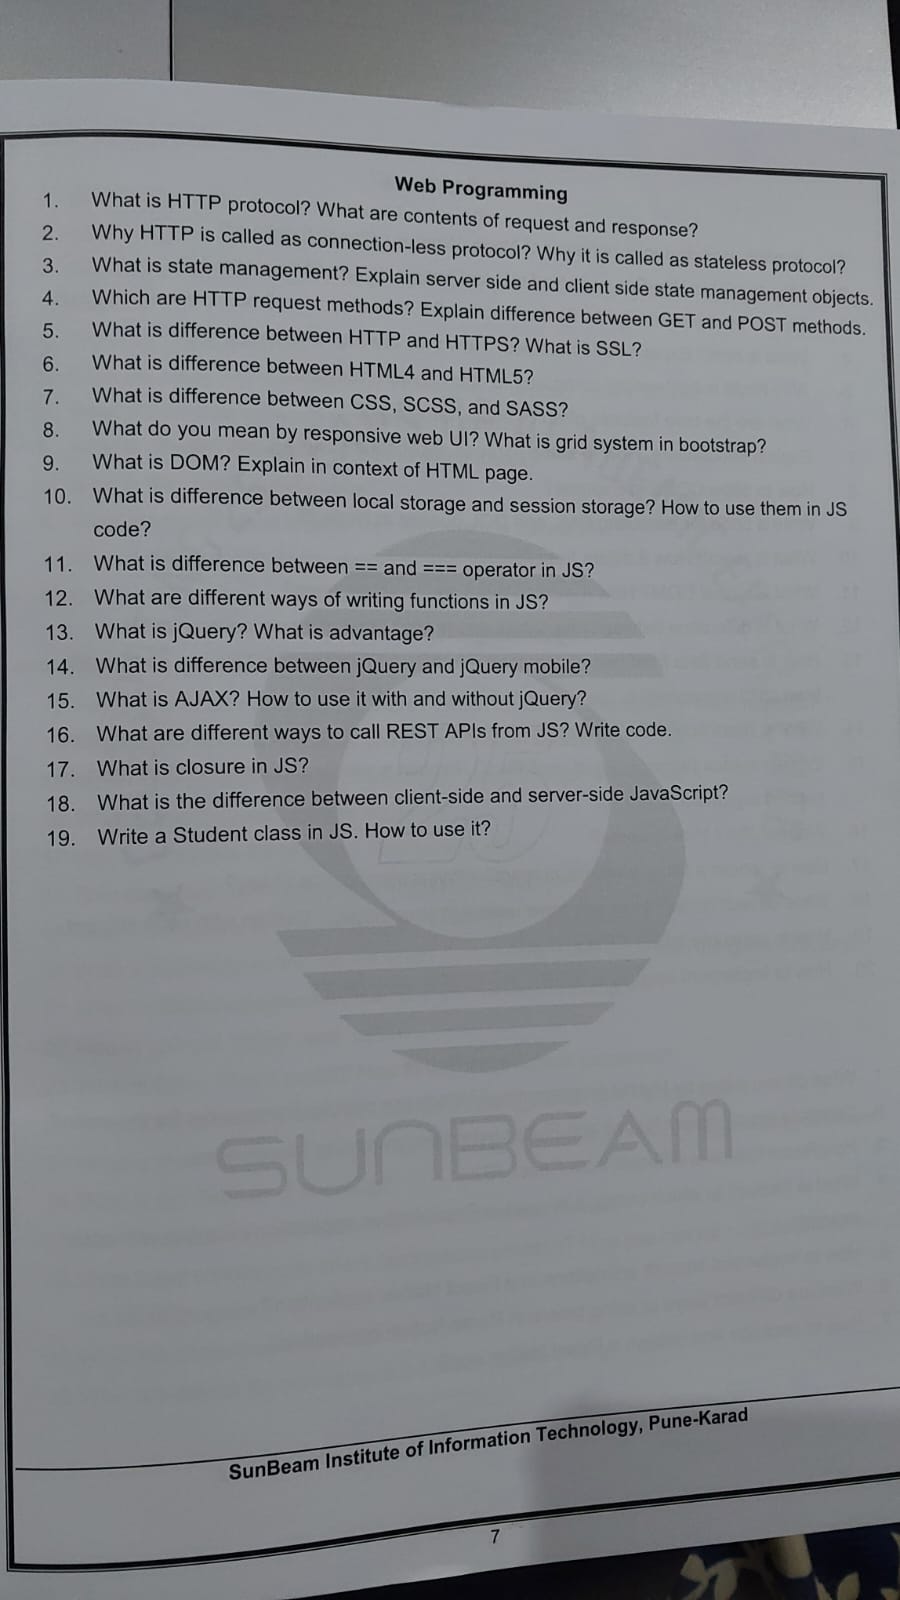 Web Programming
1. What is HTTP protocol? What are contents of request and response?
2. Why HTTP is called as connection-less protocol? Why it is called as stateless protocol?
3. What is state management? Explain server side and client side state management objects.
4. Which are HTTP request methods? Explain difference between GET and POST methods.
5. What is difference between HTTP and HTTPS? What is SSL?
6. What is difference between HTML4 and HTML5?
7. What is difference between CSS, SCSS, and SASS?
8. What do you mean by responsive web UI? What is grid system in bootstrap?
9. What is DOM? Explain in context of HTML page.
10. What is difference between local storage and session storage? How to use them in JS
code?
11. What is difference between == and === operator in JS?
12. What are different ways of writing functions in JS?
13. What is jQuery? What is advantage?
14. What is difference between jQuery and jQuery mobile?
15. What is AJAX? How to use it with and without jQuery?
16. What are different ways to call REST APIs from JS? Write code.
17. What is closure in JS?
18. What is the difference between client-side and server-side JavaScript?
19. Write a Student class in JS. How to use it?
SUNBEAM
SunBeam Institute of Information Technology, Pune-Karad
7